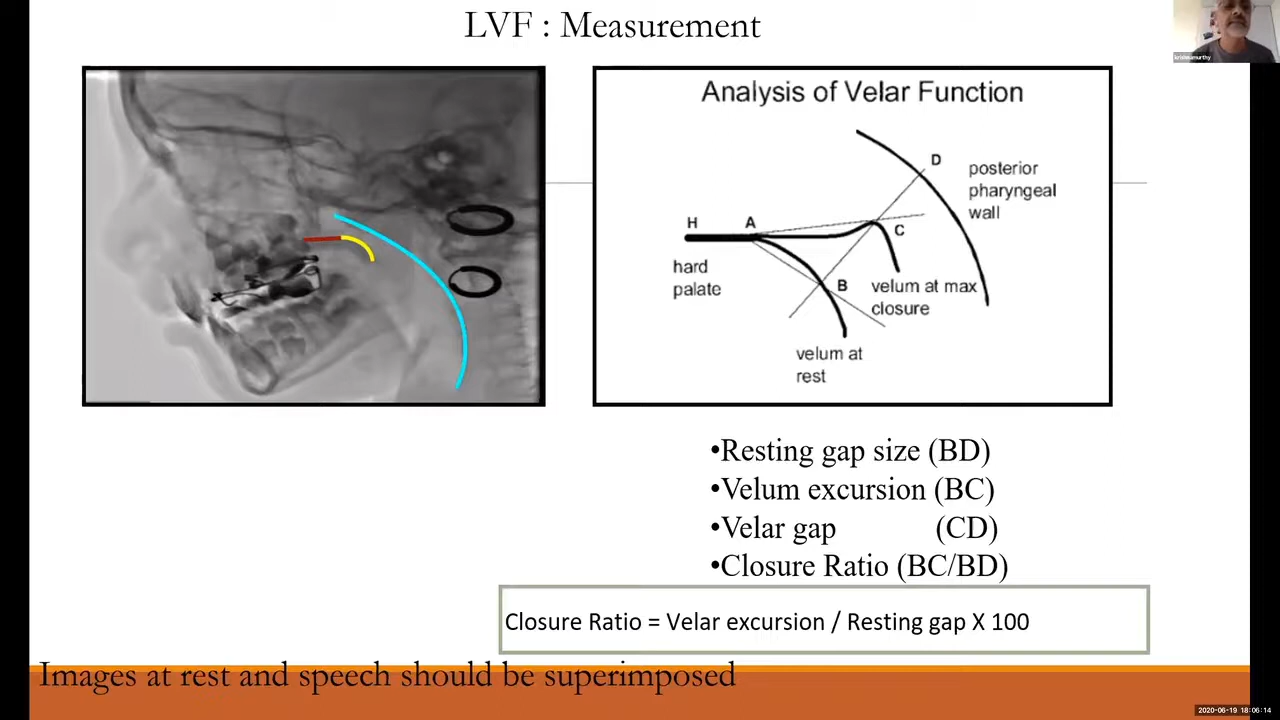 LVF : Measurement
krishnamurthy
Analysis of Velar Function
D
posterior
pharyngeal
wall
H
A
C
hard
palate
B
velum at max
closure
velum at
rest
•Resting gap size (BD)
•Velum excursion (BC)
•Velar gap (CD)
•Closure Ratio (BC/BD)
Closure Ratio = Velar excursion / Resting gap X 100
Images at rest and speech should be superimposed
2020-06-19 18:06:14